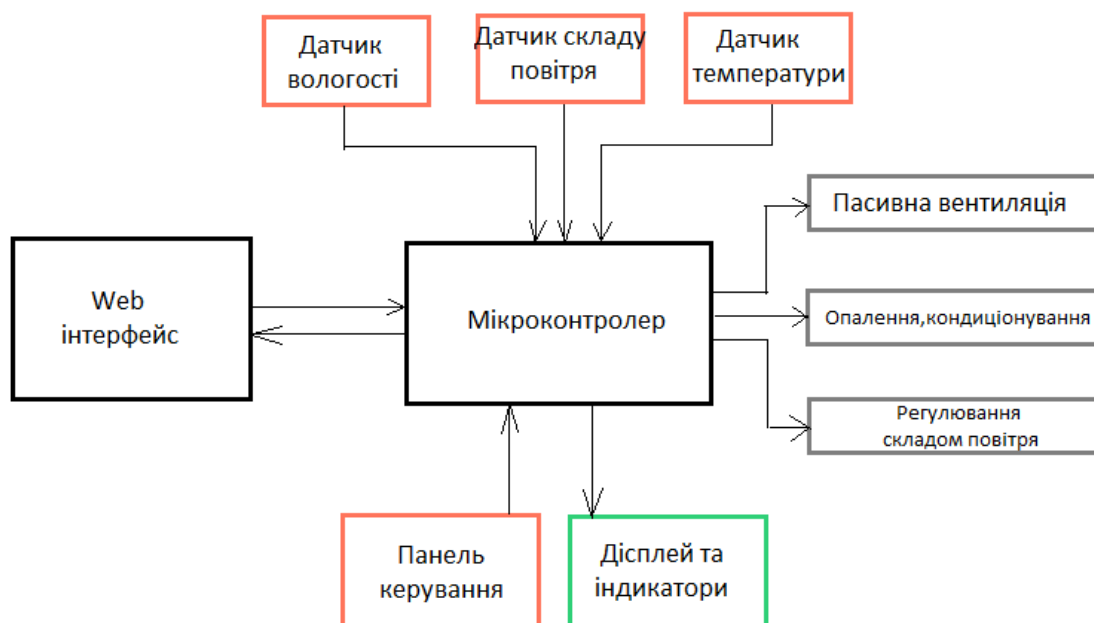 Датчик
вологості
Датчик складу
повітря
Датчик
температури
Пасивна вентиляція
Web
інтерфейс
Мікроконтролер
Опалення,кондиціонування
Регулювання
складом повітря
Панель
керування
Дісплей та
індикатори